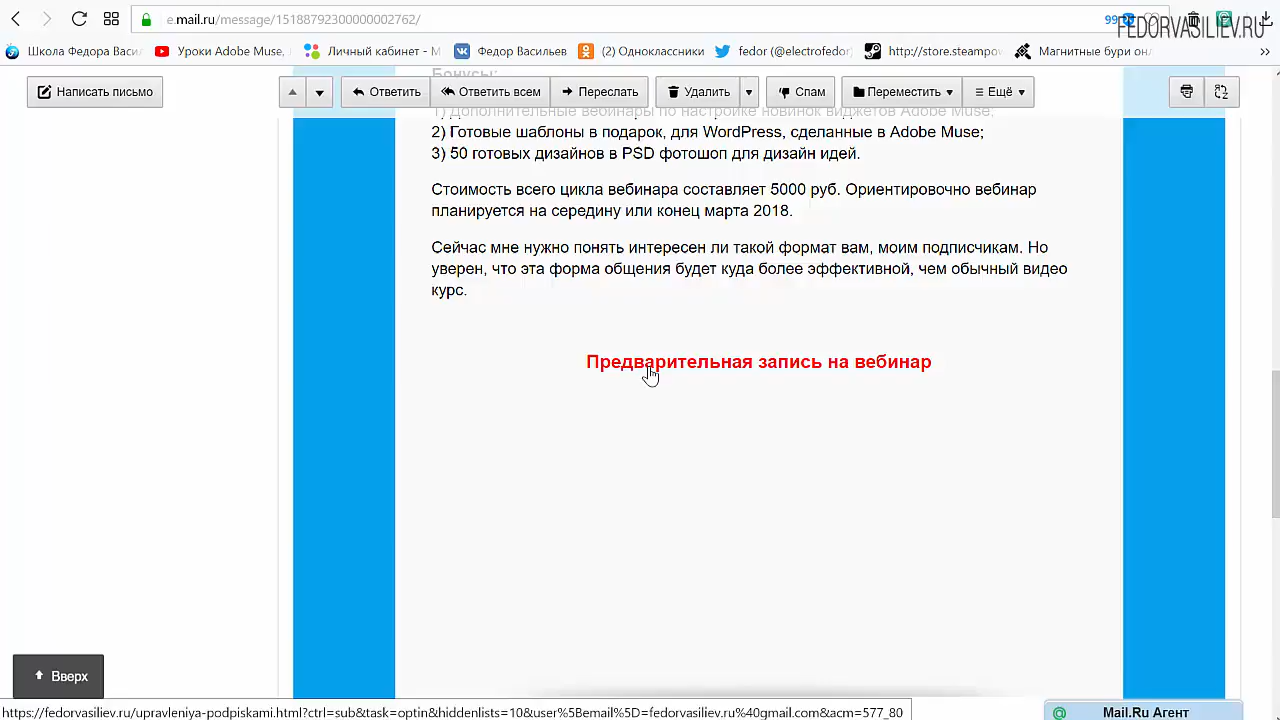 e.mail.ru/message/15188792300000002762/
99
FEDORVASILIEV.RU
Школа Федора Васи
Уроки Adobe Muse,
Личный кабинет - М
Федор Васильев
(2) Одноклассники
fedor (@electrofedor)
http://store.steampov
Магнитные бури онл
Бонусы:
Написать письмо
Ответить
Ответить всем
Переслать
Удалить
Спам
Переместить
Ещё
1) Дополнительные вебинары по настройке новинок виджетов Adobe Muse;
2) Готовые шаблоны в подарок, для WordPress, сделанные в Adobe Muse;
3) 50 готовых дизайнов в PSD фотошоп для дизайн идей.
Стоимость всего цикла вебинара составляет 5000 руб. Ориентировочно вебинар
планируется на середину или конец марта 2018.
Сейчас мне нужно понять интересен ли такой формат вам, моим подписчикам. Но
уверен, что эта форма общения будет куда более эффективной, чем обычный видео
курс.
Предварительная запись на вебинар
Вверх
https://fedorvasiliev.ru/upravleniya-podpiskami.html?ctrl=sub&task=optin&hiddenlists=10&user%5Bemail%5D=fedorvasiliev.ru%40gmail.com&acm=577_80
Mail.Ru Агент